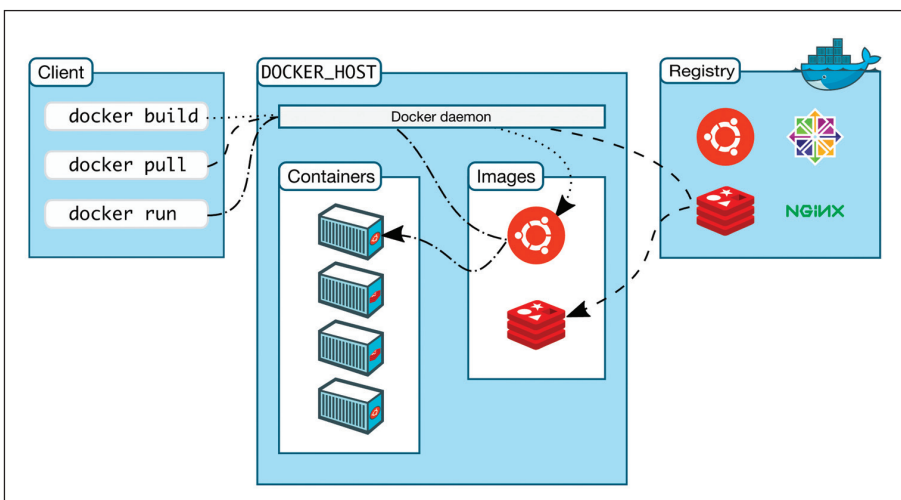 Client
docker build
docker pull
docker run
DOCKER_HOST
Docker daemon
Containers
Images
Registry
NGiNX